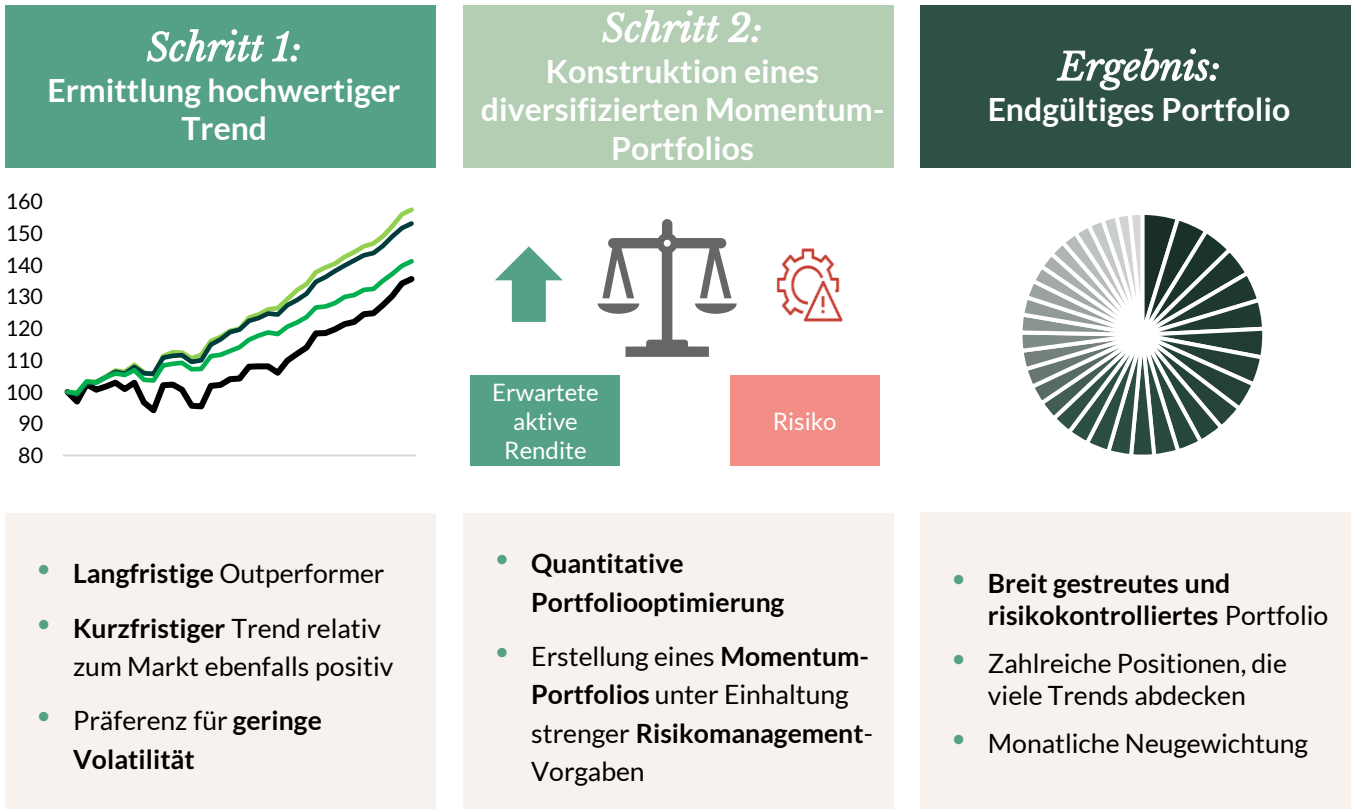 Schritt 1:
Ermittlung hochwertiger
Trend
160
150
140
130
120
110
100
90
80
• Langfristige Outperformer
• Kurzfristiger Trend relativ
zum Markt ebenfalls positiv
• Präferenz für geringe
Volatilität
Schritt 2:
Konstruktion eines
diversifizierten Momentum-
Portfolios
Erwartete
aktive
Rendite
Risiko
• Quantitative
Portfoliooptimierung
• Erstellung eines Momentum-
Portfolios unter Einhaltung
strenger Risikomanagement-
Vorgaben
Ergebnis:
Endgültiges Portfolio
• Breit gestreutes und
risikokontrolliertes Portfolio
• Zahlreiche Positionen, die
viele Trends abdecken
• Monatliche Neugewichtung